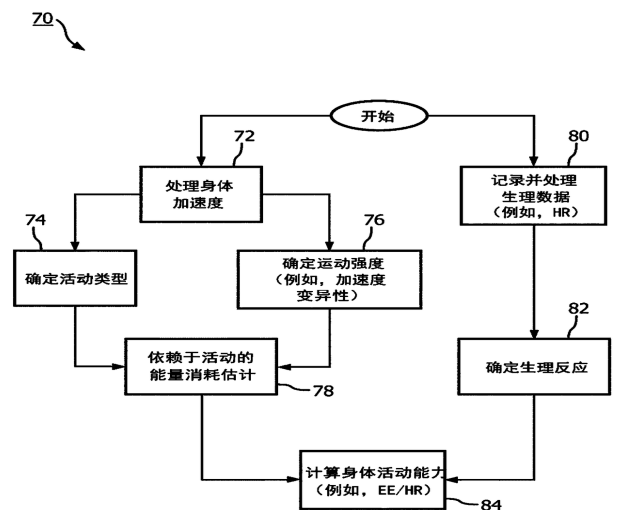 70
开始
72
80
处理身体
加速度
记录并处理
生理数据
（例如，HR）
74
76
确定活动类型
确定运动强度
（例如，加速度
变异性）
82
依赖于活动的
能量消耗估计
78
确定生理反应
计算身体活动能力
（例如，EE/HR）
84